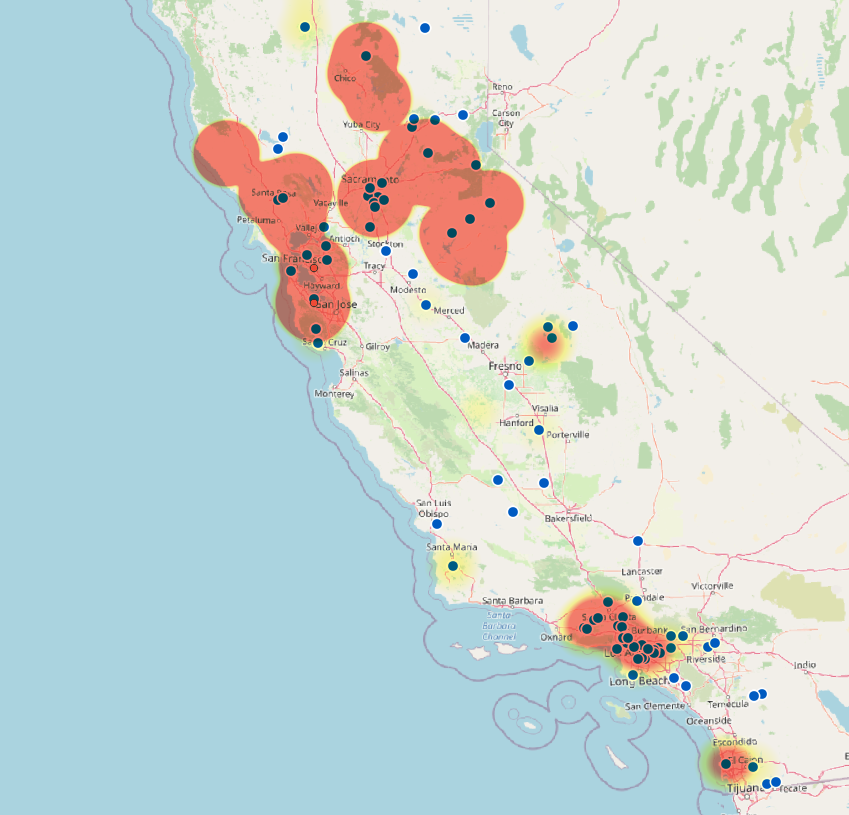 Reno
Chico
Carson
City
Yuba City
Sacramento
Santa Rosa
Vacaville
Petaluma
Vallejo
Antioch
Stockton
San Francisco
Tracy
Hayward
Modesto
San Jose
Merced
Santa Cruz
Gilroy
Madera
Salinas
Fresno
Monterey
Visalia
Hanford
Porterville
San Luis
Obispo
Bakersfield
Santa Maria
Lancaster
Victorville
Palmdale
Santa Barbara
Santa
Barbara
Channel
Santa Clarita
Oxnard
Burbank
San Bernardino
Riverside
Indio
Long Beach
San Clemente
Temecula
Oceanside
Escondido
El Cajon
Tijuana
Tecate